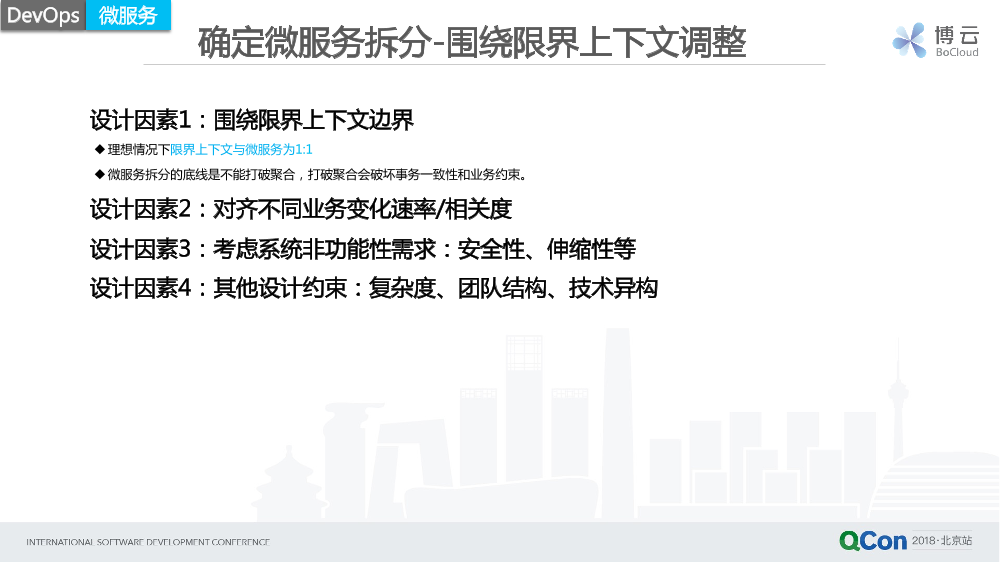 DevOps 微服务
确定微服务拆分-围绕限界上下文调整
博云
BoCloud
设计因素1：围绕限界上下文边界
◆理想情况下限界上下文与微服务为1:1
◆微服务拆分的底线是不能打破聚合，打破聚合会破坏事务一致性和业务约束。
设计因素2：对齐不同业务变化速率/相关度
设计因素3：考虑系统非功能性需求：安全性、伸缩性等
设计因素4：其他设计约束：复杂度、团队结构、技术异构
INTERNATIONAL SOFTWARE DEVELOPMENT CONFERENCE
QCon 2018·北京站